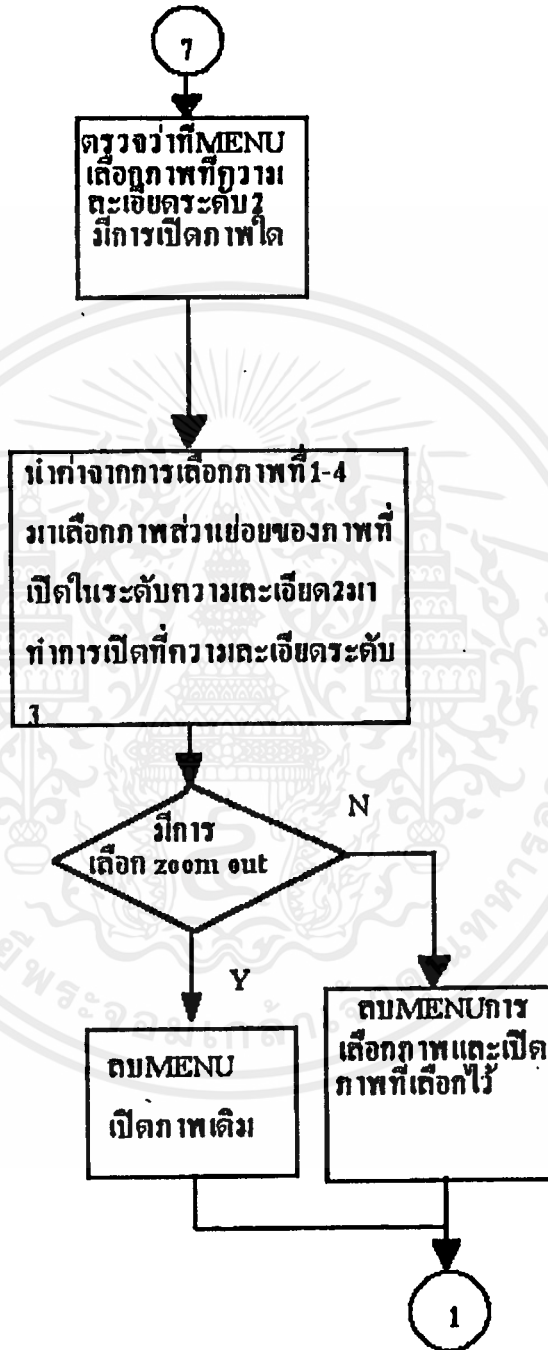 7
ตรวจว่าที่MENU
เลือกภาพที่ความ
ละเอียดระดับ2
มีการเปิดภาพใด
นำค่าจากการเลือกภาพที่1-4
มาเลือกภาพส่วนย่อยของภาพที่
เปิดในระดับความละเอียด2มา
ทำการเปิดที่ความละเอียดระดับ
3
มีการ
เลือก zoom out
N
Y
ลบMENU
เปิดภาพเดิม
ลบMENUการ
เลือกภาพและเปิด
ภาพที่เลือกไว้
1